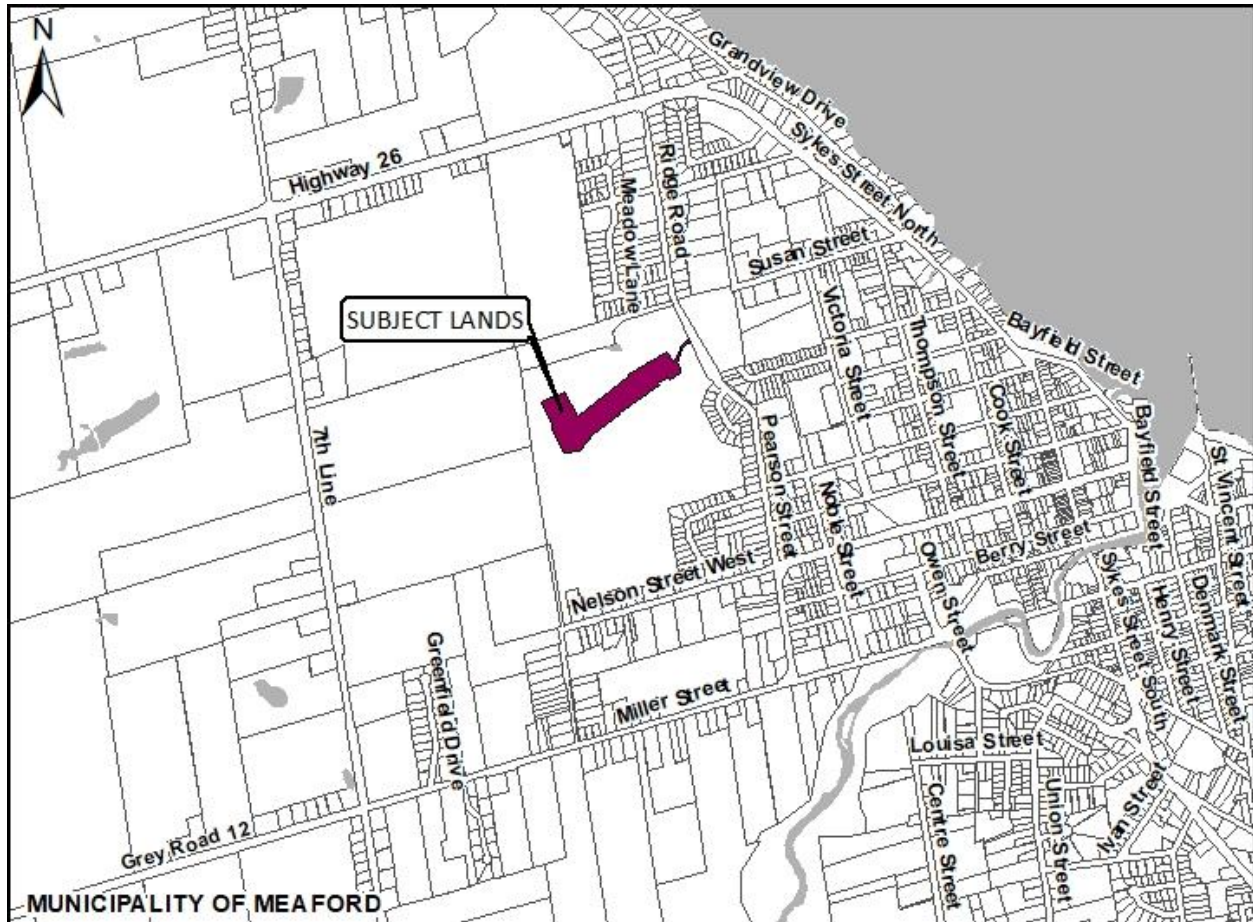 N
Grandview Drive
Highway 26
Sykes Street North
Ridge Road
Meadow Lane
Susan Street
SUBJECT LANDS
Victoria Street
Thompson Street
Bayfield Street
Cook Street
Bayfield Street
7th Line
Pearson Street
Noble Street
St Vincent Street
Berry Street
Owen Street
Nelson Street West
Sykes Street South
Henry Street
Denmark Street
Greenfield Drive
Miller Street
Louisa Street
Centre Street
Union Street
Ivan Street
Grey Road 12
MUNICIPALITY OF MEAFORD